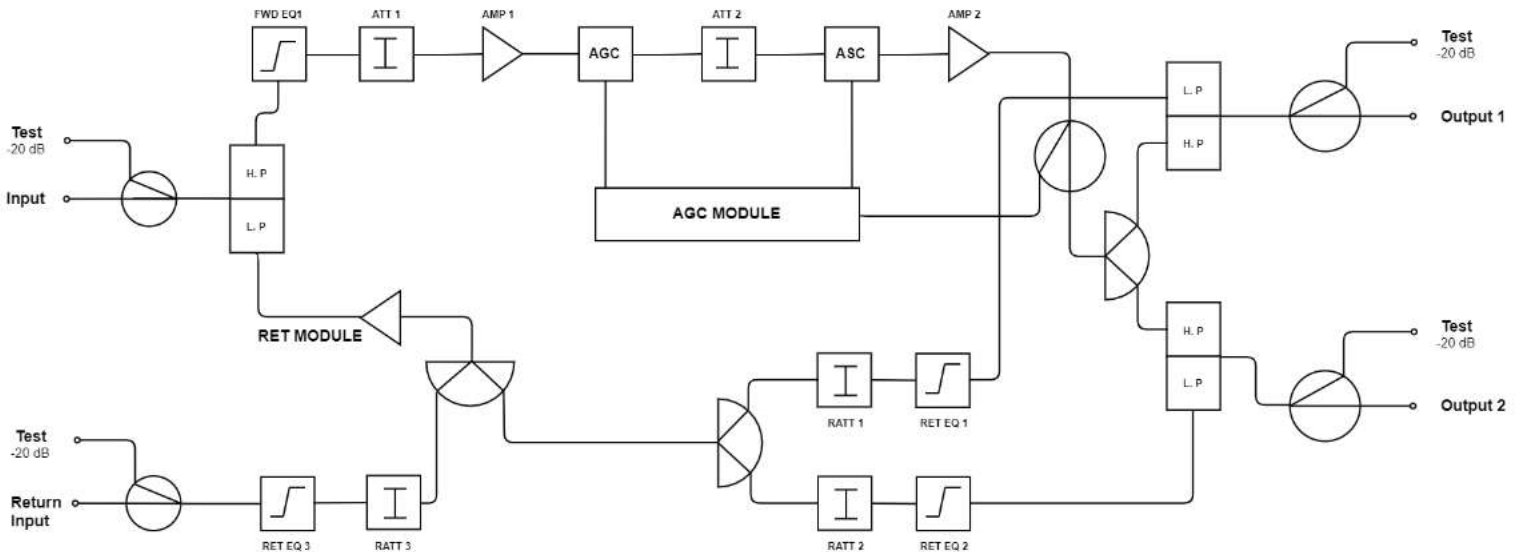 FWD EQ1
ATT 1
AMP 1
ATT 2
AMP 2
AGC
ASC
Test
-20 dB
L. P
Output 1
H. P
Test
-20 dB
H. P
Input
L. P
AGC MODULE
RET MODULE
H. P
Test
-20 dB
L. P
Output 2
RATT 1
RET EQ 1
Test
-20 dB
Return
Input
RET EQ 3
RATT 3
RATT 2
RET EQ 2